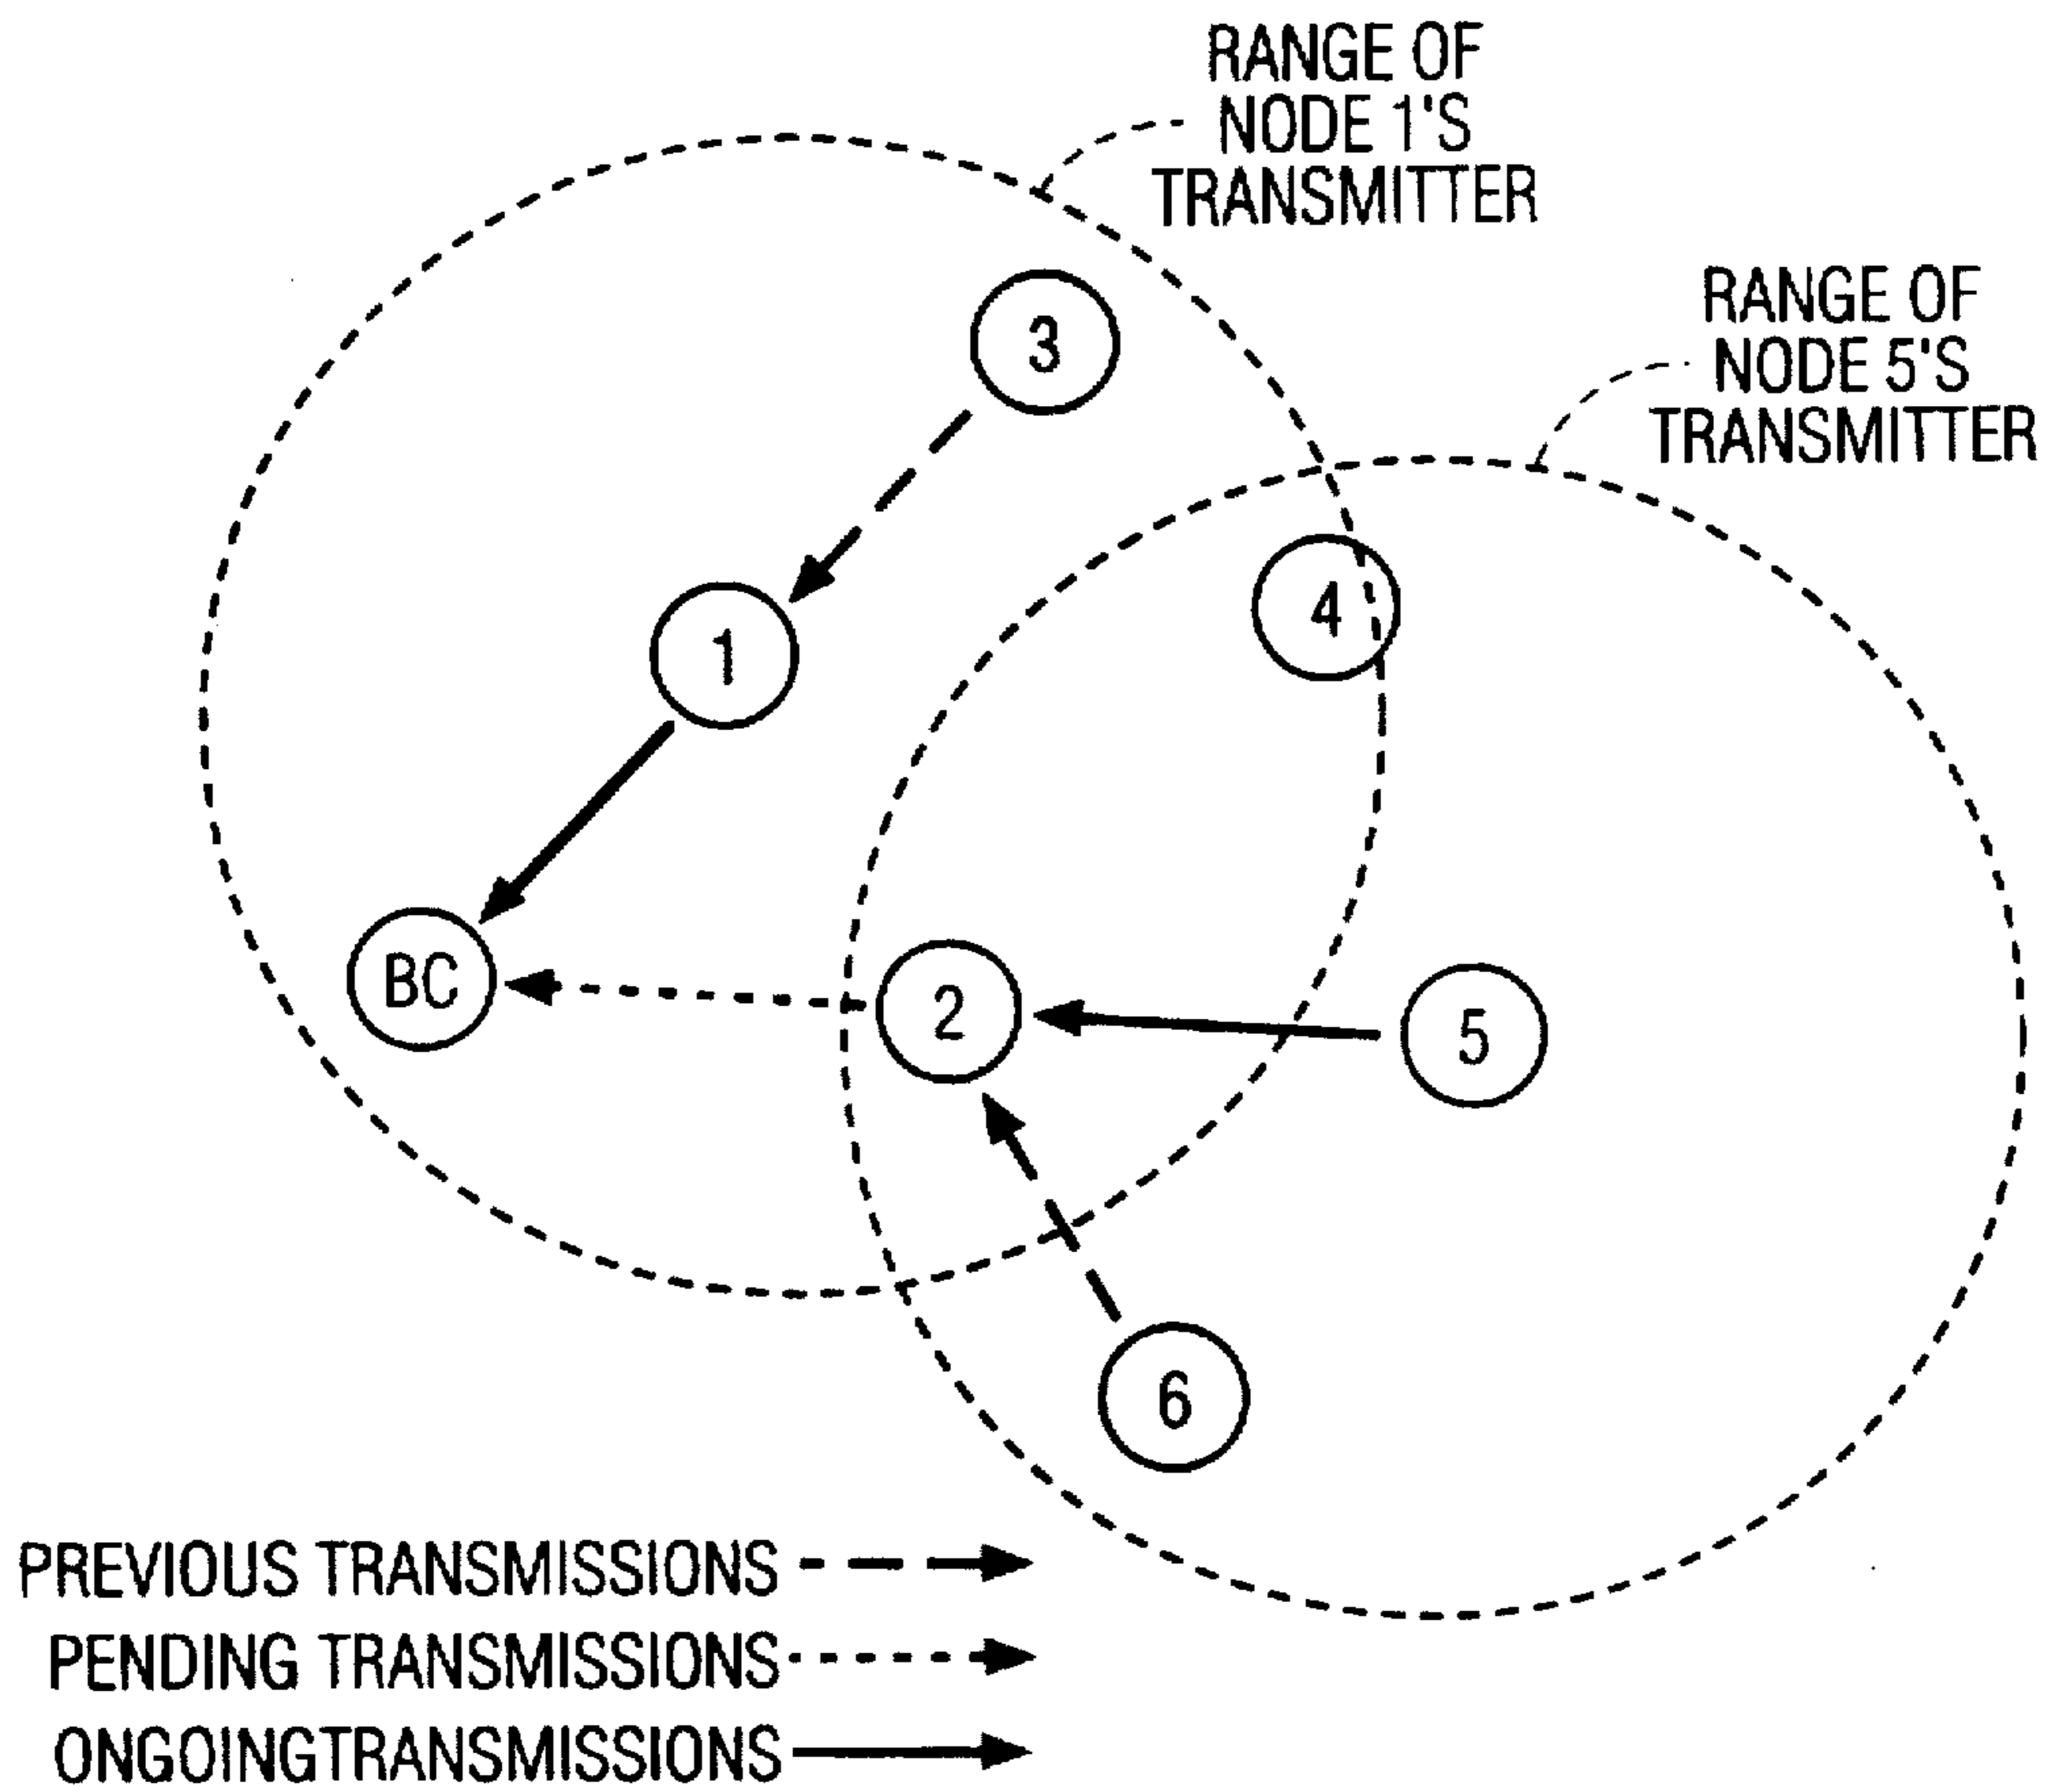 RANGE OF
NODE 1'S
TRANSMITTER
RANGE OF
NODE 5'S
TRANSMITTER
3
4
1
BC
2
5
6
PREVIOUS TRANSMISSIONS
PENDING TRANSMISSIONS
ONGOINGTRANSMISSIONS